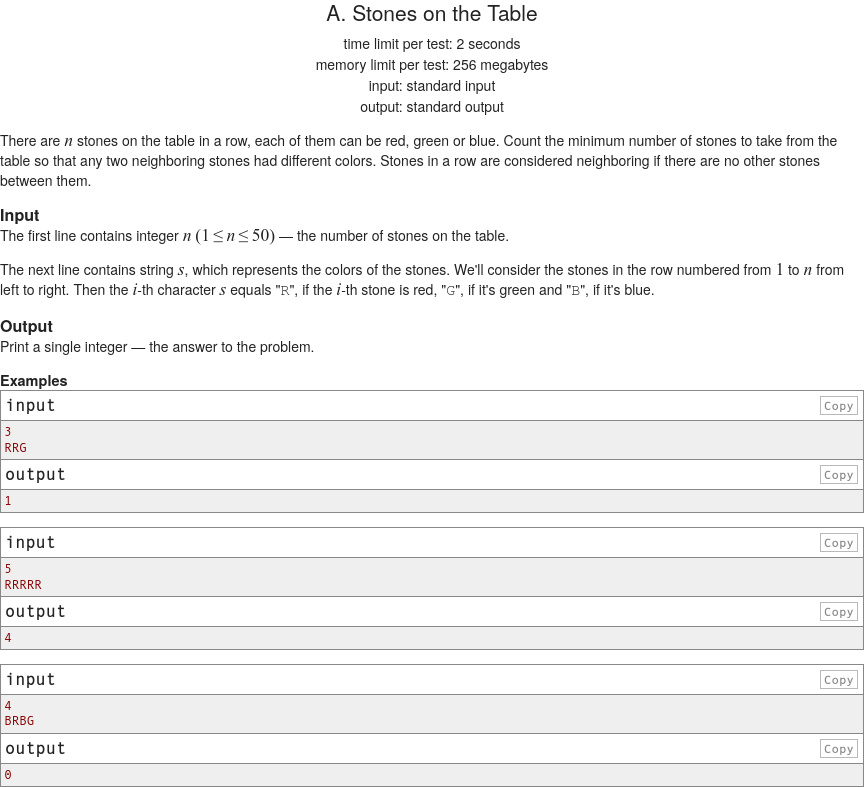 A. Stones on the Table
time limit per test: 2 seconds
memory limit per test: 256 megabytes
input: standard input
output: standard output
There are n stones on the table in a row, each of them can be red, green or blue. Count the minimum number of stones to take from the
table so that any two neighboring stones had different colors. Stones in a row are considered neighboring if there are no other stones
between them.
Input
The first line contains integer n (1 ≤ n ≤ 50) — the number of stones on the table.
The next line contains string s, which represents the colors of the stones. We'll consider the stones in the row numbered from 1 to n from
left to right. Then the i-th character s equals "R", if the i-th stone is red, "G", if it's green and "B", if it's blue.
Output
Print a single integer — the answer to the problem.
Examples
input Copy
3
RRG
output Copy
1
input Copy
5
RRRRR
output Copy
4
input Copy
4
BRBG
output Copy
0